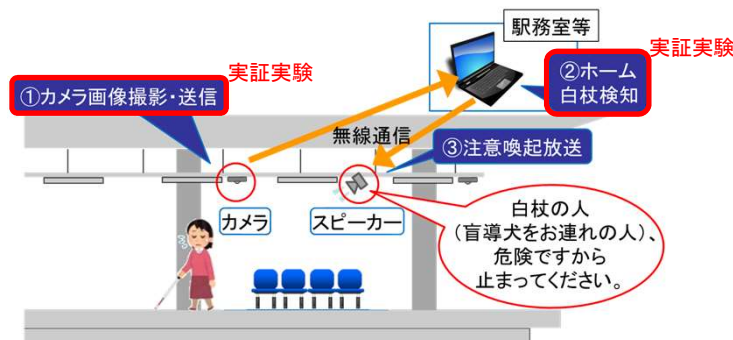 駅務室等
実証実験
②ホーム
白杖検知
実証実験
①カメラ画像撮影・送信
無線通信
③注意喚起放送
カメラ
スピーカー
白杖の人
（盲導犬をお連れの人）、
危険ですから
止まってください。